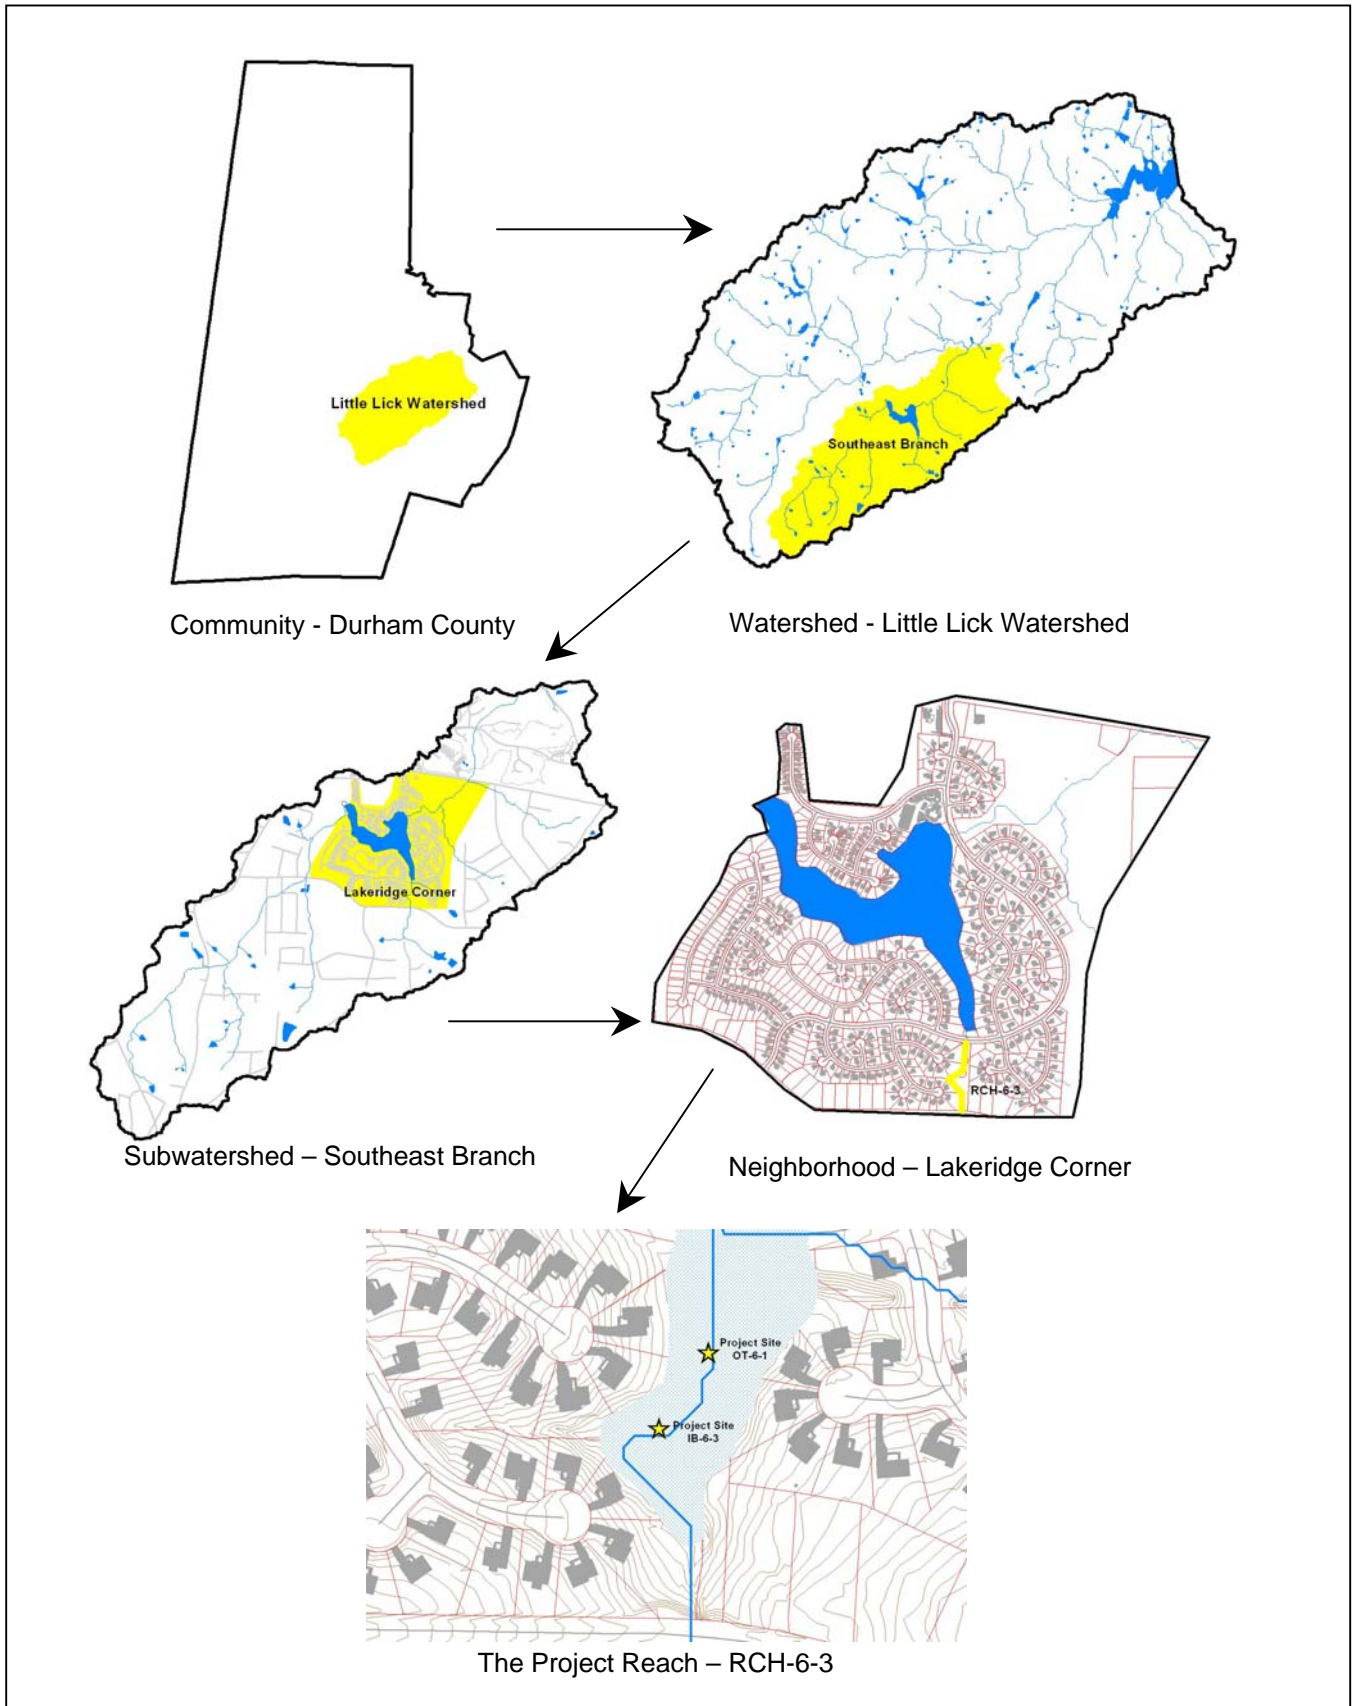 Little Lick Watershed
Southeast Branch
Community - Durham County
Watershed - Little Lick Watershed
Lakeridge Corner
RCH-6-3
Subwatershed – Southeast Branch
Neighborhood – Lakeridge Corner
Project Site
OT-6-1
Project Site
IB-6-3
The Project Reach – RCH-6-3